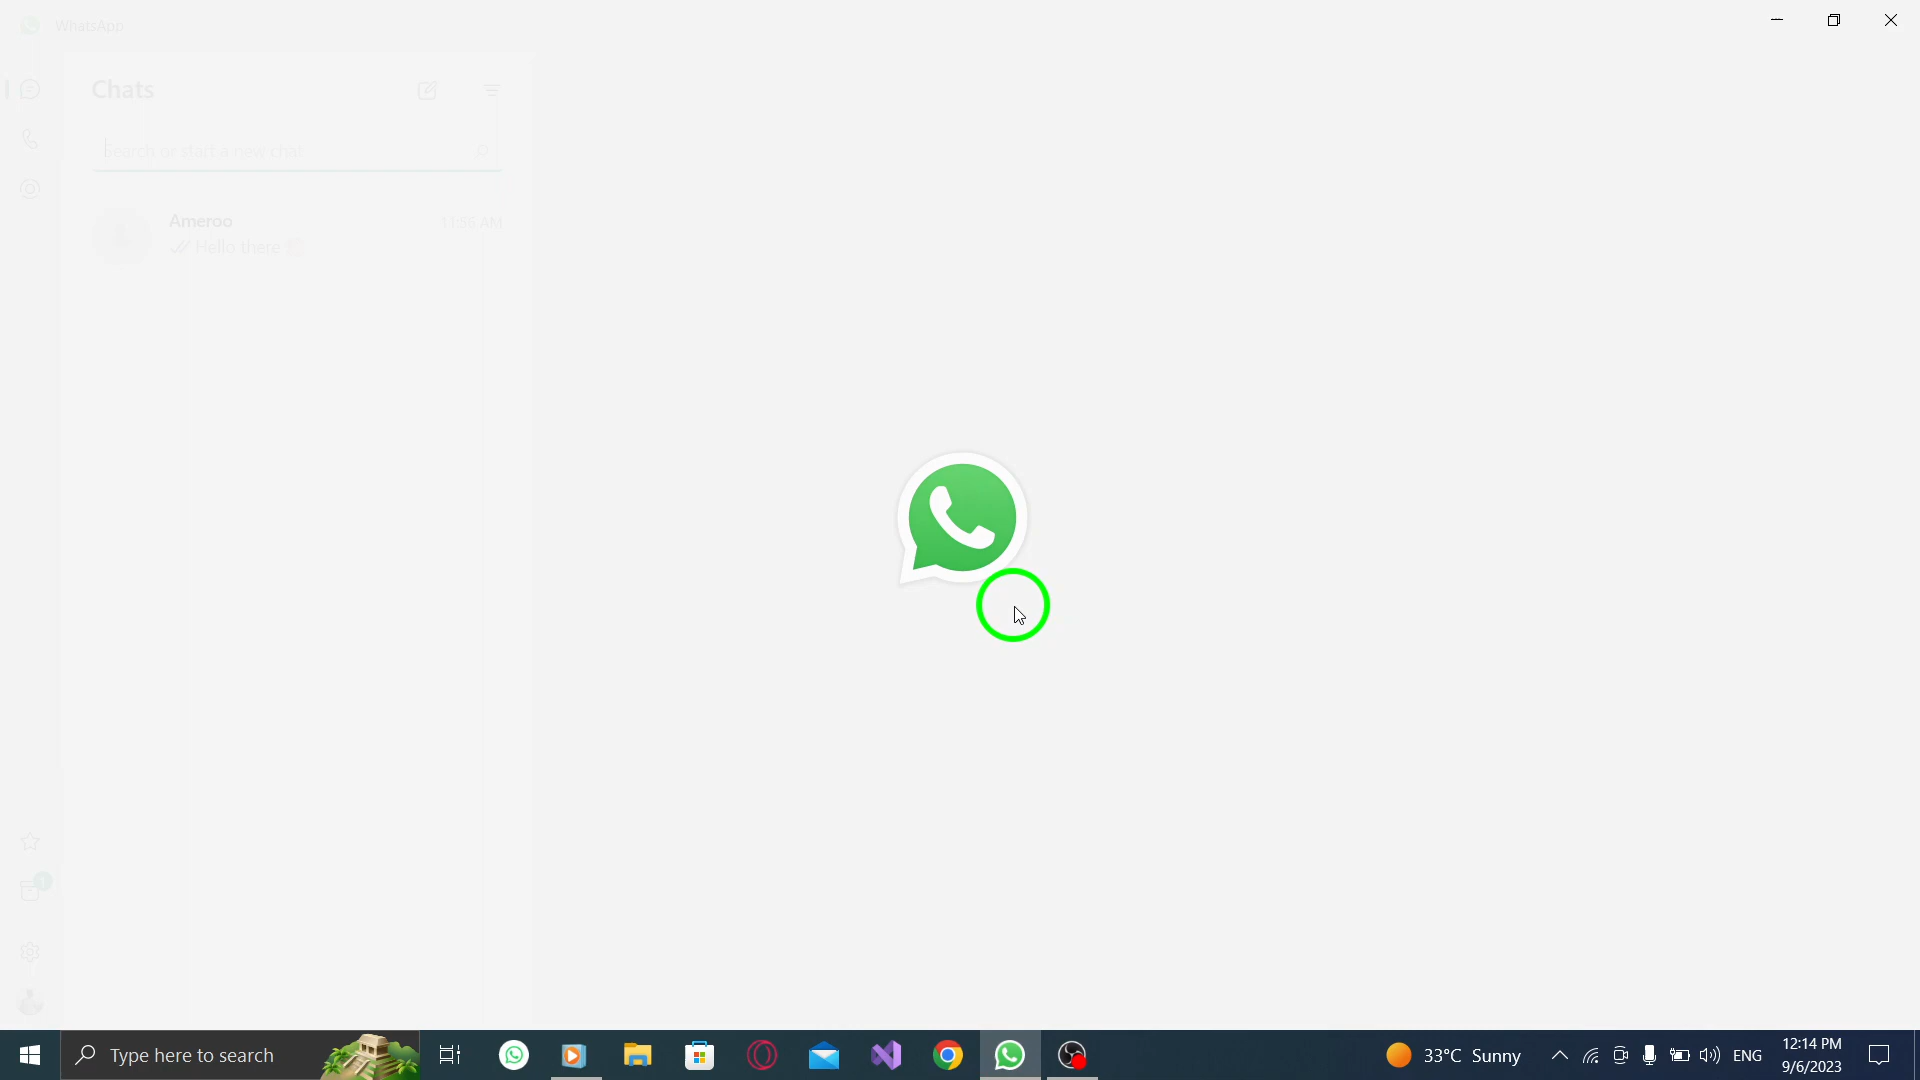 WhatsApp
Chats
Search or start a new chat
Ameroo
11:55 AM
Hello there
Type here to search
33°C Sunny
ENG
12:14 PM
9/6/2023